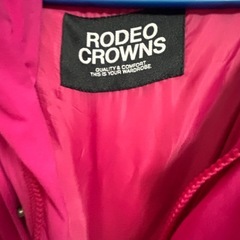 RODEO
CROWNS
QUALITY & COMFORT
THIS IS YOUR WARDROBE.